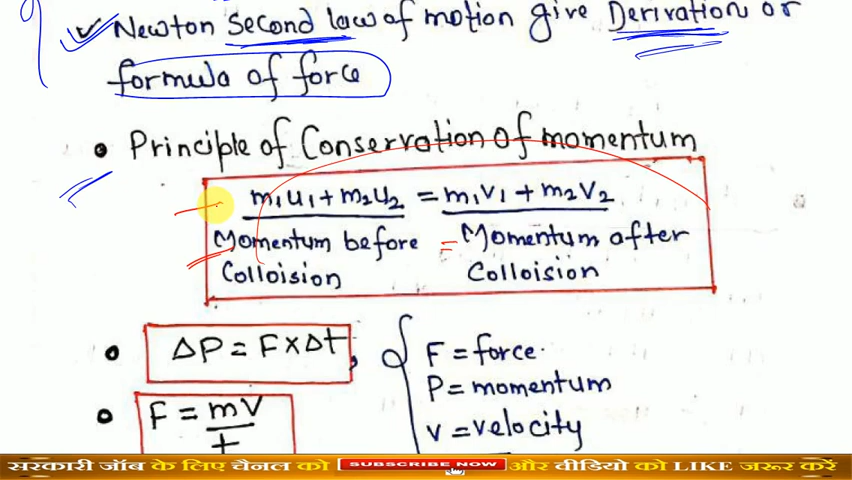 Newton Second law of motion give Derivation or
formula of force
Principle of Conservation of momentum
m₁u₁ + m₂u₂ = m₁v₁ + m₂v₂
Momentum before = Momentum after
Colloision Colloision
ΔP = F×Δt,
F = force.
P = momentum
F = mv/t
v = velocity
सरकारी जॉब के लिए चैनल को SUBSCRIBE NOW और वीडियो को LIKE जरूर करें